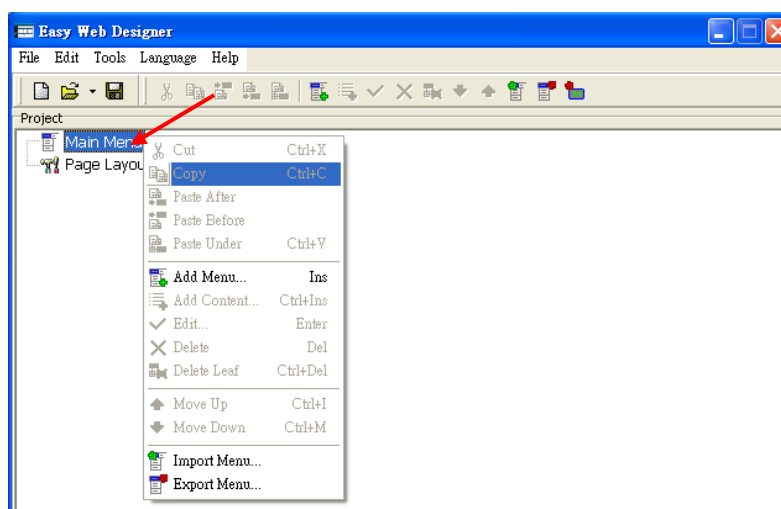 Easy Web Designer
File Edit Tools Language Help
Project
Main Menu
Page Layou
Cut Ctrl+X
Copy Ctrl+C
Paste After
Paste Before
Paste Under Ctrl+V
Add Menu... Ins
Add Content... Ctrl+Ins
Edit... Enter
Delete Del
Delete Leaf Ctrl+Del
Move Up Ctrl+I
Move Down Ctrl+M
Import Menu...
Export Menu...